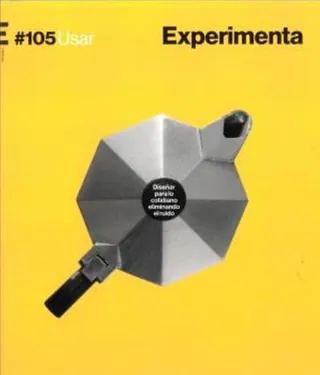 #105 Usar
Experimenta
Diseñar
para lo
cotidiano
eliminando
el ruido